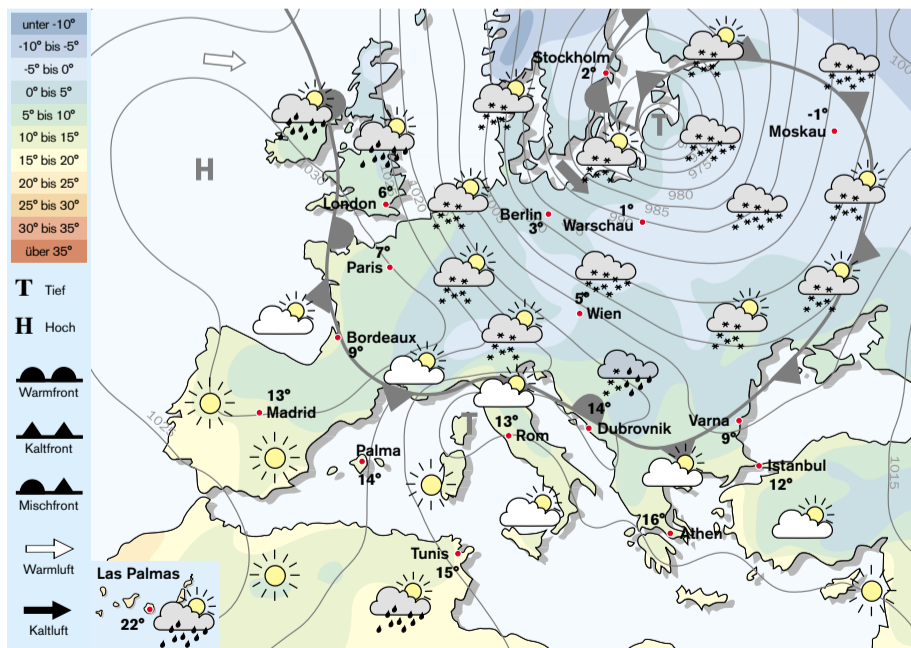 unter -10°
-10° bis -5°
-5° bis 0°
0° bis 5°
5° bis 10°
10° bis 15°
15° bis 20°
20° bis 25°
25° bis 30°
30° bis 35°
über 35°
T Tief
H Hoch
Warmfront
Kaltfront
Mischfront
Warmluft
Kaltluft
Stockholm
2°
T
-1°
Moskau
H
1030
1020
975
980
985
London
6°
Berlin
3°
1°
Warschau
7°
Paris
5°
Wien
Bordeaux
9°
13°
Madrid
14°
Dubrovnik
T
13°
Rom
Varna
9°
Palma
14°
Istanbul
12°
1015
16°
Athen
Tunis
15°
Las Palmas
22°